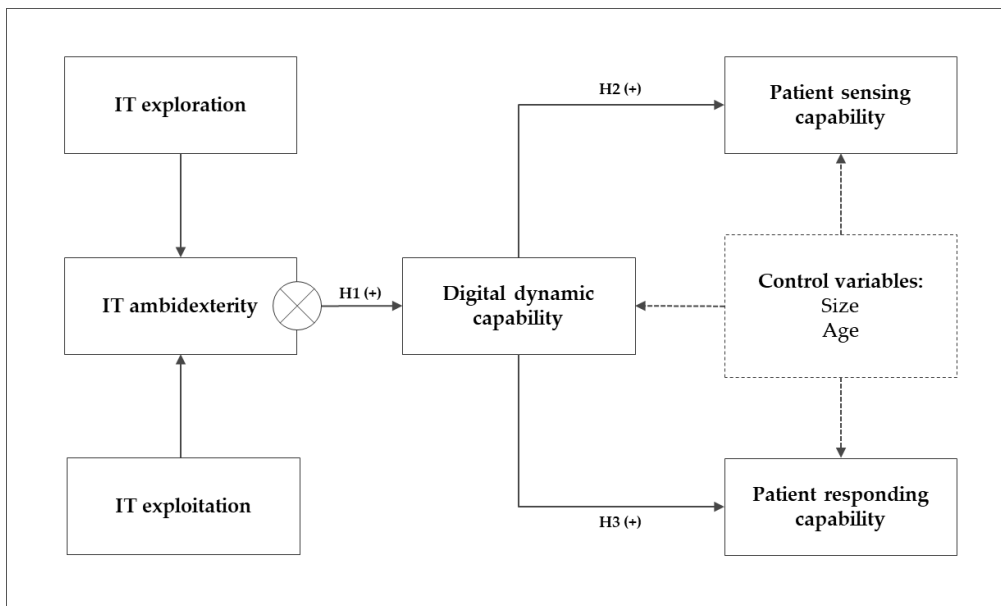 IT exploration
H2 (+)
Patient sensing
capability
IT ambidexterity
H1 (+)
Digital dynamic
capability
Control variables:
Size
Age
IT exploitation
H3 (+)
Patient responding
capability